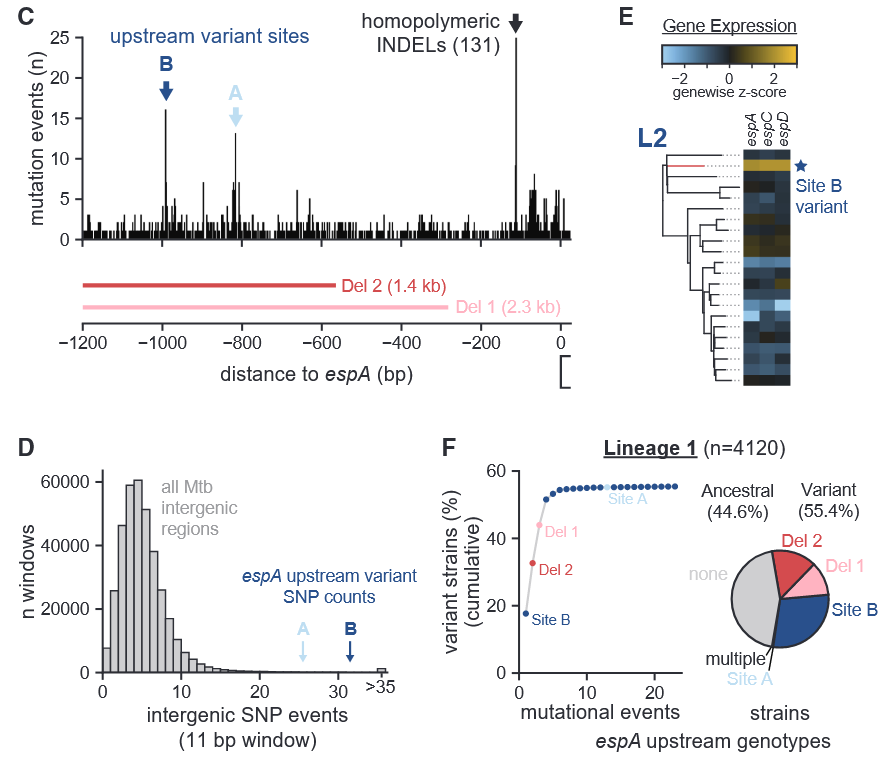 C
homopolymeric
INDELs (131)
upstream variant sites
B
A
mutation events (n)
25
20
15
10
5
0
Del 2 (1.4 kb)
Del 1 (2.3 kb)
−1200
−1000
−800
−600
−400
−200
0
distance to espA (bp)
E
Gene Expression
−2
0
2
genewise z-score
L2
espA
espC
espD
Site B
variant
D
60000
40000
20000
0
n windows
all Mtb
intergenic
regions
espA upstream variant
SNP counts
A
B
0
10
20
30
>35
intergenic SNP events
(11 bp window)
F
Lineage 1 (n=4120)
60
40
20
0
variant strains (%)
(cumulative)
Site A
Del 1
Del 2
Site B
0
10
20
mutational events
Ancestral
(44.6%)
Variant
(55.4%)
Del 2
Del 1
none
Site B
multiple
Site A
strains
espA upstream genotypes